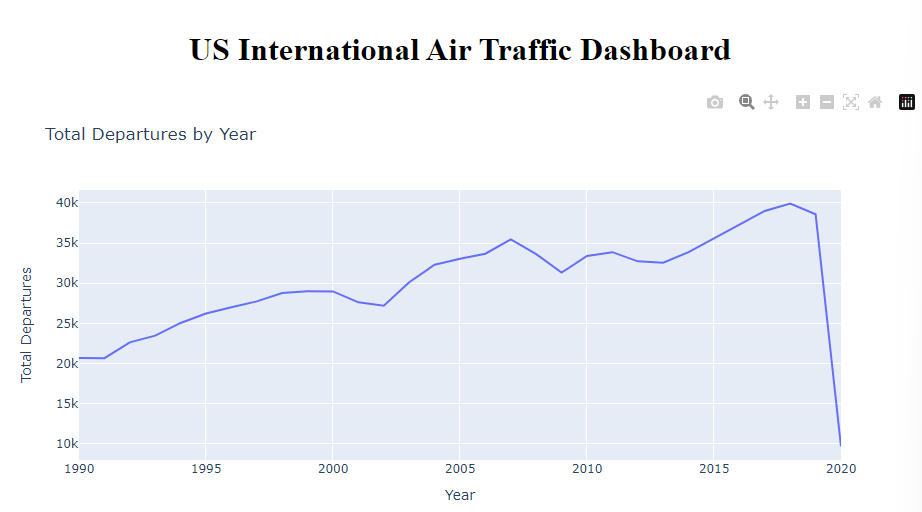 US International Air Traffic Dashboard
Total Departures by Year
40k
35k
30k
25k
20k
15k
10k
Total Departures
1990 1995 2000 2005 2010 2015 2020
Year